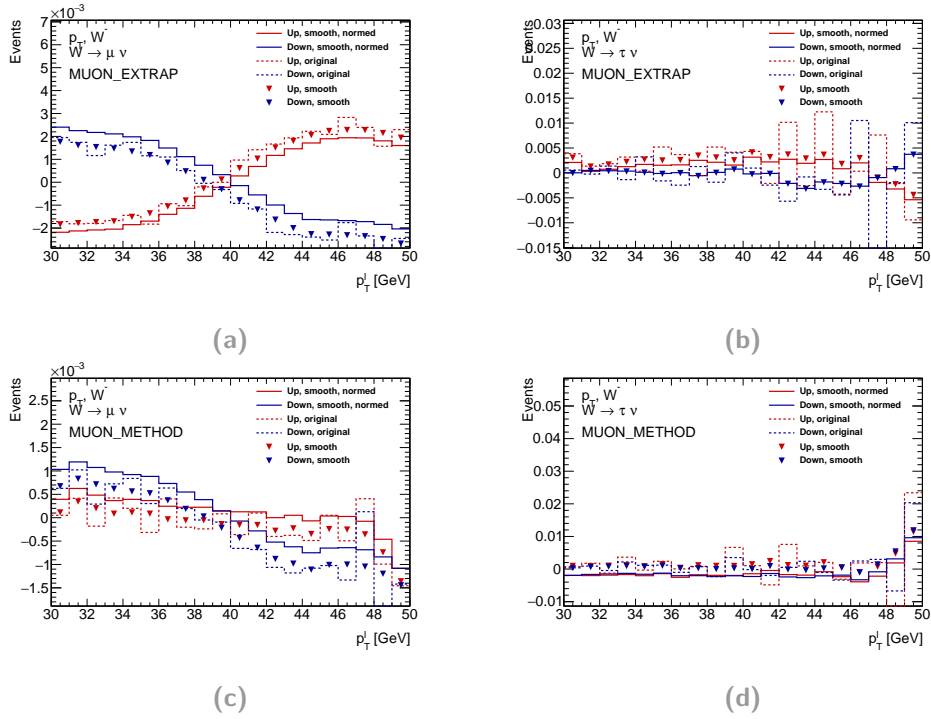 ×10⁻³
Events
7
6
5
4
3
2
1
0
−1
−2
p_T, W⁻
W → μ ν
MUON_EXTRAP
Up, smooth, normed
Down, smooth, normed
Up, original
Down, original
Up, smooth
Down, smooth
30 32 34 36 38 40 42 44 46 48 50
p_T^l [GeV]
(a)
Events
0.03
0.025
0.02
0.015
0.01
0.005
0
−0.005
−0.01
−0.015
p_T, W⁻
W → τ ν
MUON_EXTRAP
Up, smooth, normed
Down, smooth, normed
Up, original
Down, original
Up, smooth
Down, smooth
30 32 34 36 38 40 42 44 46 48 50
p_T^l [GeV]
(b)
×10⁻³
Events
2.5
2
1.5
1
0.5
0
−0.5
−1
−1.5
p_T, W⁻
W → μ ν
MUON_METHOD
Up, smooth, normed
Down, smooth, normed
Up, original
Down, original
Up, smooth
Down, smooth
30 32 34 36 38 40 42 44 46 48 50
p_T^l [GeV]
(c)
Events
0.05
0.04
0.03
0.02
0.01
0
−0.01
p_T, W⁻
W → τ ν
MUON_METHOD
Up, smooth, normed
Down, smooth, normed
Up, original
Down, original
Up, smooth
Down, smooth
30 32 34 36 38 40 42 44 46 48 50
p_T^l [GeV]
(d)